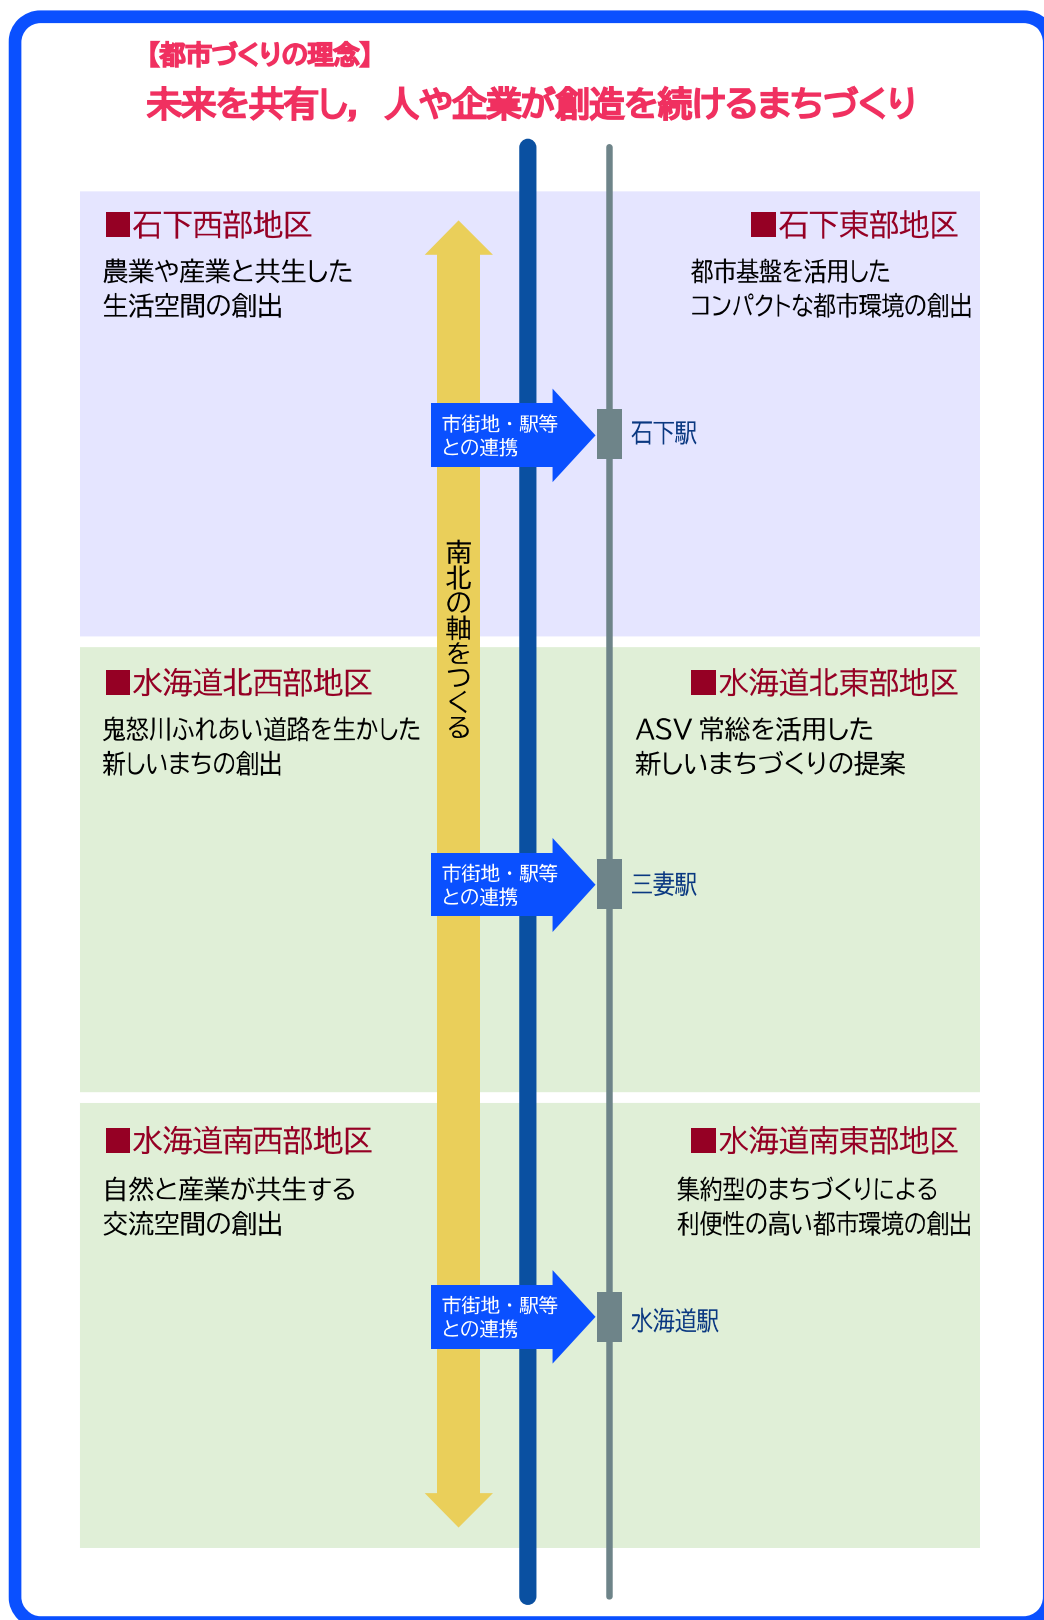 【都市づくりの理念】
未来を共有し，人や企業が創造を続けるまちづくり
■石下西部地区
農業や産業と共生した
生活空間の創出
■石下東部地区
都市基盤を活用した
コンパクトな都市環境の創出
市街地・駅等
との連携
石下駅
南北の軸をつくる
■水海道北西部地区
鬼怒川ふれあい道路を生かした
新しいまちの創出
■水海道北東部地区
ASV 常総を活用した
新しいまちづくりの提案
市街地・駅等
との連携
三妻駅
■水海道南西部地区
自然と産業が共生する
交流空間の創出
■水海道南東部地区
集約型のまちづくりによる
利便性の高い都市環境の創出
市街地・駅等
との連携
水海道駅